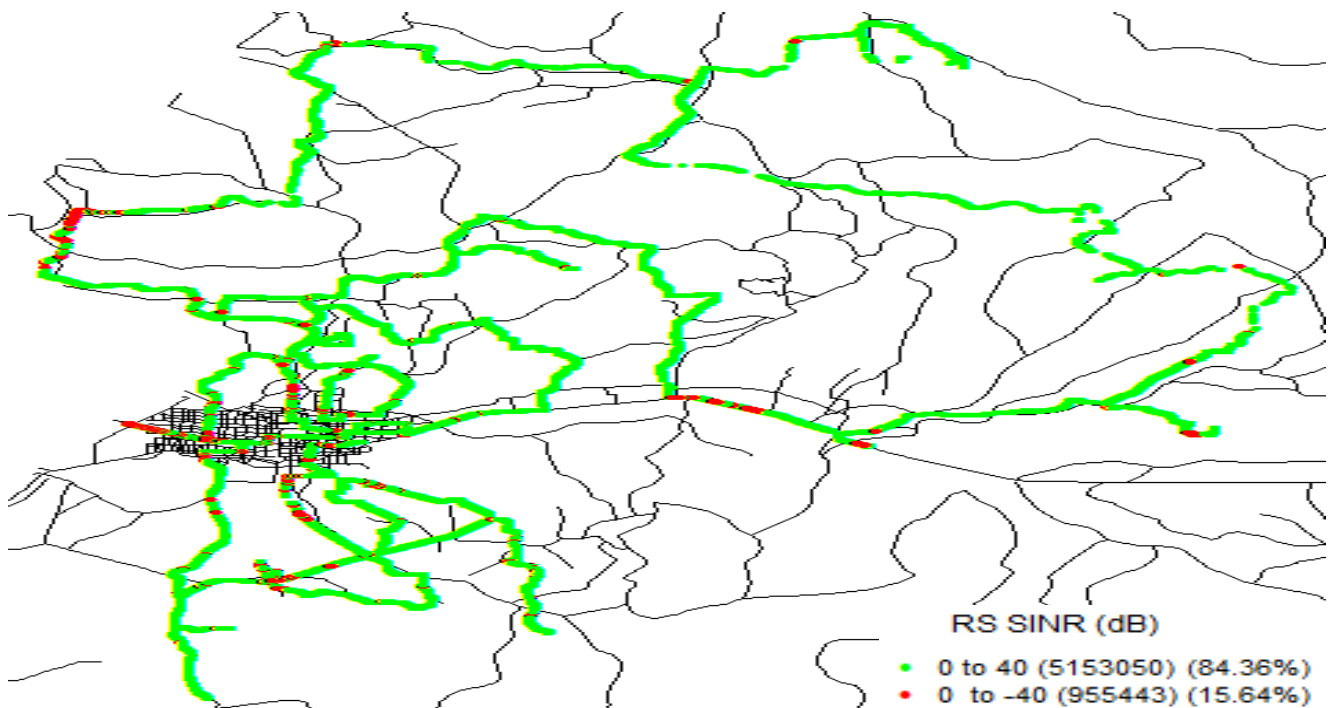 RS SINR (dB)
0 to 40 (5153050) (84.36%)
0 to -40 (955443) (15.64%)